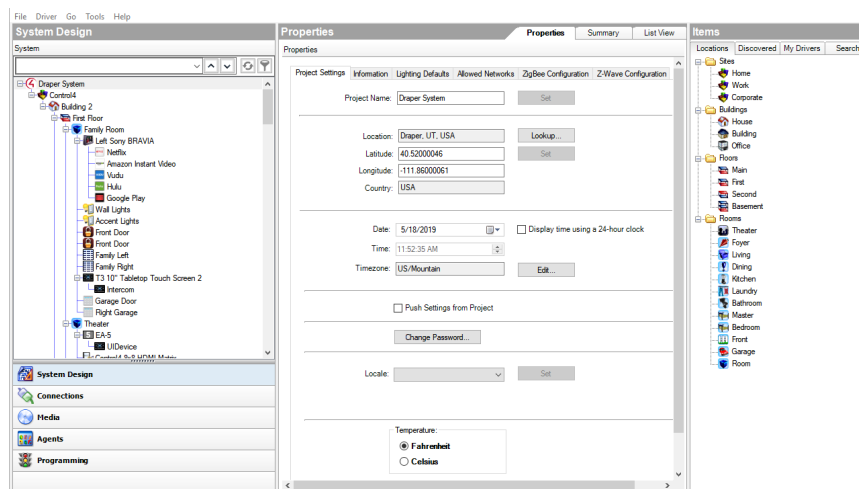 File Driver Go Tools Help
System Design
System
Draper System
Control4
Building 2
First Floor
Family Room
Left Sony BRAVIA
Netflix
Amazon Instant Video
Vudu
Hulu
Google Play
Wall Lights
Accent Lights
Front Door
Front Door
Family Left
Family Right
T3 10" Tabletop Touch Screen 2
Intercom
Garage Door
Right Garage
Theater
EA-5
UIDevice
Control4 8x8 HDMI Matrix
System Design
Connections
Media
Agents
Programming
Properties
Properties Summary List View
Properties
Project Settings Information Lighting Defaults Allowed Networks ZigBee Configuration Z-Wave Configuration
Project Name: Draper System Set
Location: Draper, UT, USA Lookup...
Latitude: 40.52000046 Set
Longitude: -111.86000061
Country: USA
Date: 5/18/2019 Display time using a 24-hour clock
Time: 11:52:35 AM
Timezone: US/Mountain Edit...
Push Settings from Project
Change Password...
Locale: Set
Temperature:
Fahrenheit
Celsius
Items
Locations Discovered My Drivers Search
Sites
Home
Work
Corporate
Buildings
House
Building
Office
Floors
Main
First
Second
Basement
Rooms
Theater
Foyer
Living
Dining
Kitchen
Laundry
Bathroom
Master
Bedroom
Front
Garage
Room